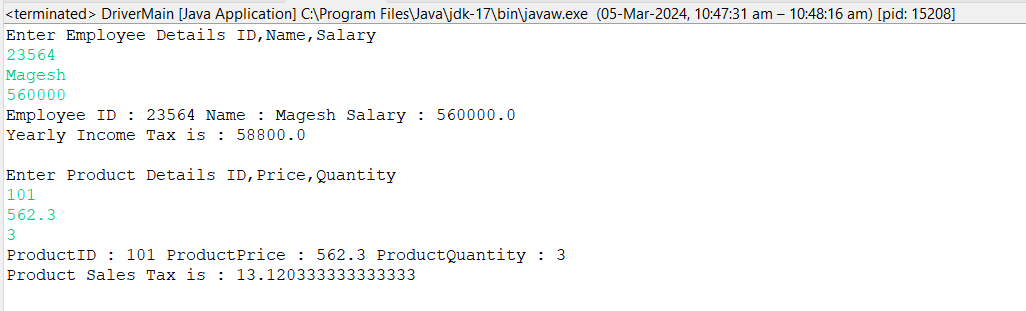 <terminated> DriverMain [Java Application] C:\Program Files\Java\jdk-17\bin\javaw.exe (05-Mar-2024, 10:47:31 am – 10:48:16 am) [pid: 15208]
Enter Employee Details ID,Name,Salary
23564
Magesh
560000
Employee ID : 23564 Name : Magesh Salary : 560000.0
Yearly Income Tax is : 58800.0
Enter Product Details ID,Price,Quantity
101
562.3
3
ProductID : 101 ProductPrice : 562.3 ProductQuantity : 3
Product Sales Tax is : 13.120333333333333